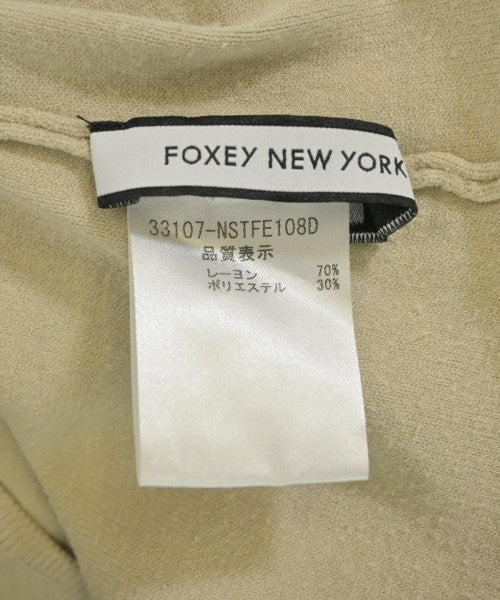 FOXEY NEW YORK
33107-NSTFE108D
品質表示
レーヨン 70%
ポリエステル 30%